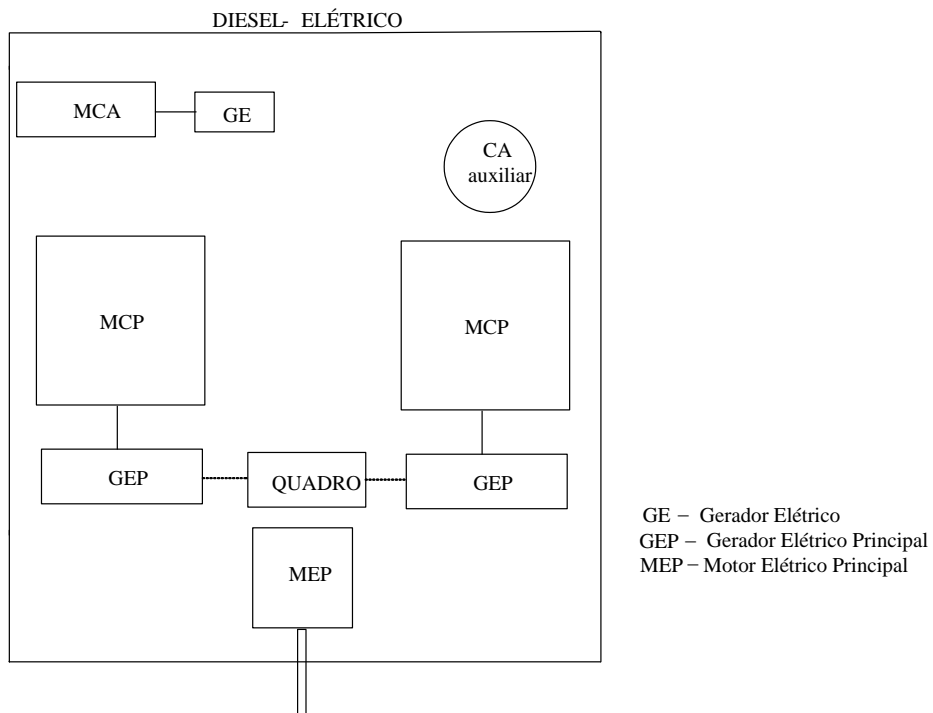 DIESEL- ELÉTRICO
MCA
GE
CA
auxiliar
MCP
MCP
GEP
QUADRO
GEP
MEP
GE – Gerador Elétrico
GEP – Gerador Elétrico Principal
MEP – Motor Elétrico Principal